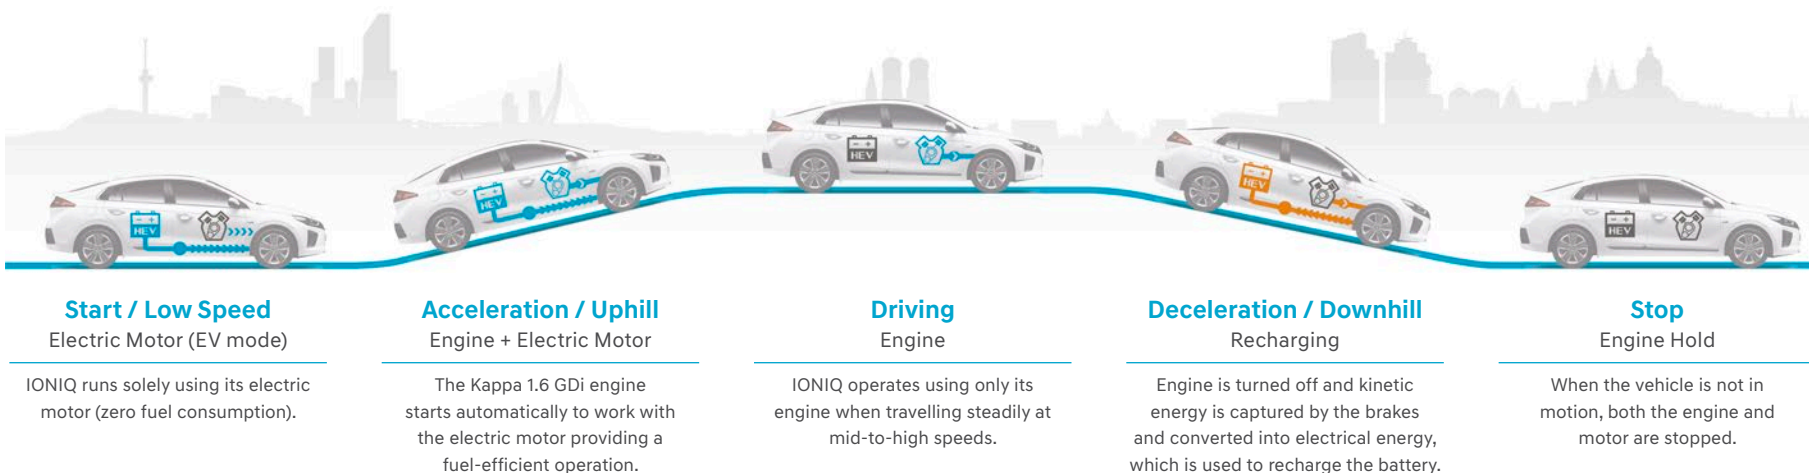 HEV
HEV
HEV
HEV
HEV
Start / Low Speed
Electric Motor (EV mode)
IONIQ runs solely using its electric
motor (zero fuel consumption).
Acceleration / Uphill
Engine + Electric Motor
The Kappa 1.6 GDi engine
starts automatically to work with
the electric motor providing a
fuel-efficient operation.
Driving
Engine
IONIQ operates using only its
engine when travelling steadily at
mid-to-high speeds.
Deceleration / Downhill
Recharging
Engine is turned off and kinetic
energy is captured by the brakes
and converted into electrical energy,
which is used to recharge the battery.
Stop
Engine Hold
When the vehicle is not in
motion, both the engine and
motor are stopped.